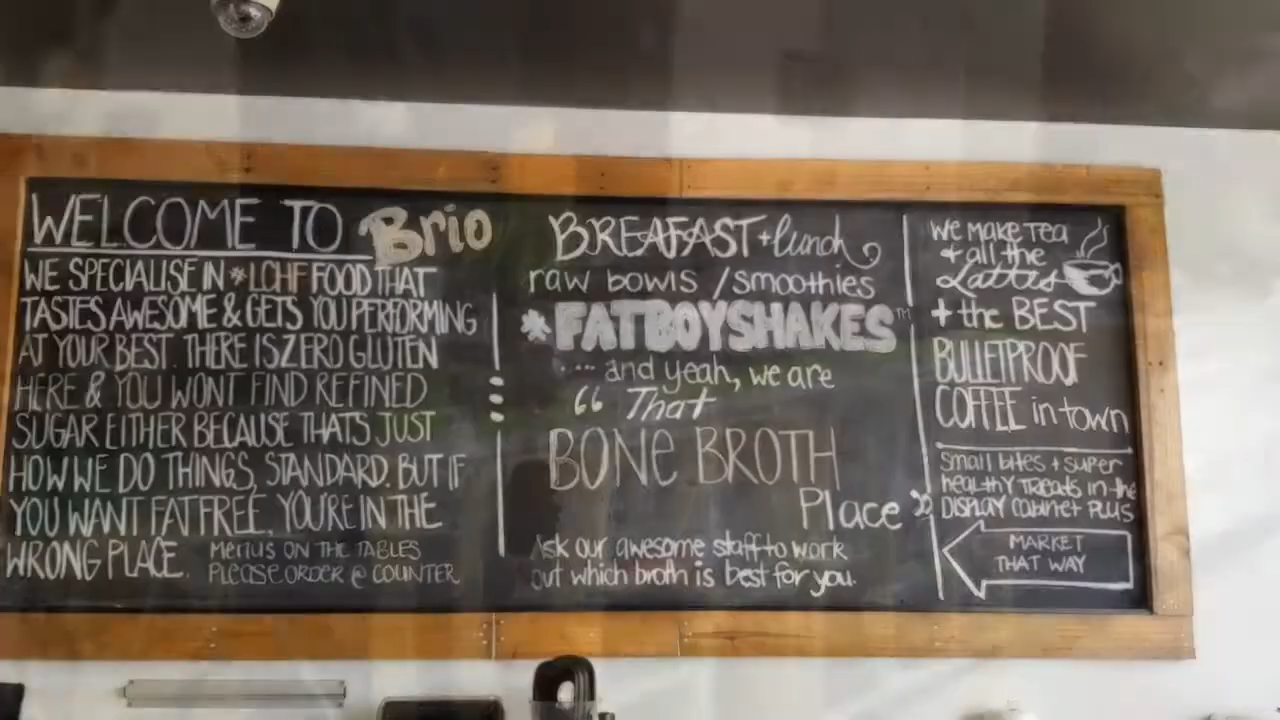 WELCOME TO Brio
WE SPECIALISE IN *LCHF FOOD THAT
TASTES AWESOME & GETS YOU PERFORMING
AT YOUR BEST. THERE IS ZERO GLUTEN
HERE & YOU WONT FIND REFINED
SUGAR EITHER BECAUSE THATS JUST
HOW WE DO THINGS, STANDARD. BUT IF
YOU WANT FAT FREE, YOU'RE IN THE
WRONG PLACE.
MENUS ON THE TABLES
PLEASE ORDER @ COUNTER
BREAFAST + lunch
raw bowls / smoothies
*FATBOYSHAKES™
.... and yeah, we are
“ That
BONE BROTH
Place”
Ask our awesome staff to work
out which broth is best for you.
WE MAKE TEA
+ all the
Lattes
+ the BEST
BULLETPROOF
COFFEE in town
Small bites + super
healthy treats in the
DISPLAY cabinet PLUS
MARKET
THAT WAY